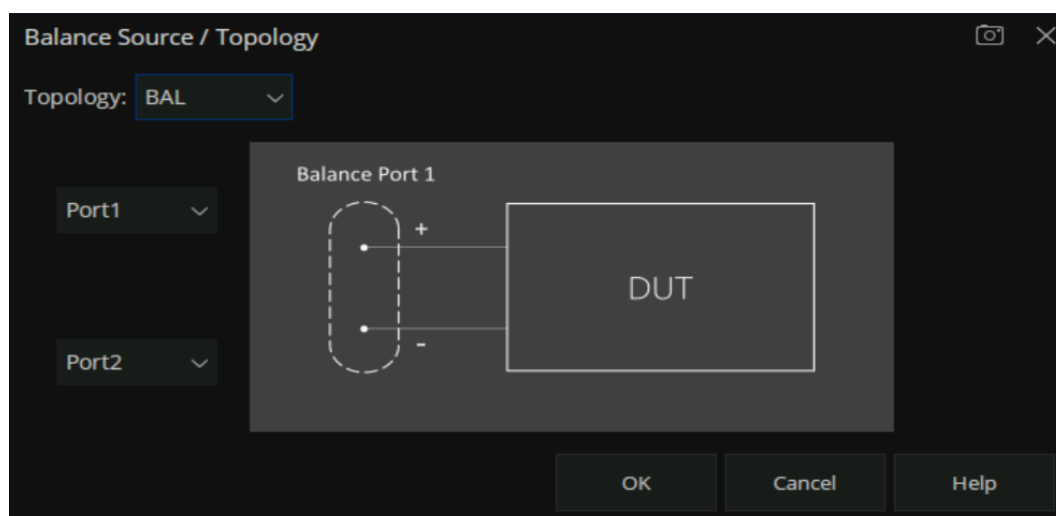 Balance Source / Topology
Topology: BAL
Balance Port 1
Port1
+
DUT
-
Port2
OK Cancel Help